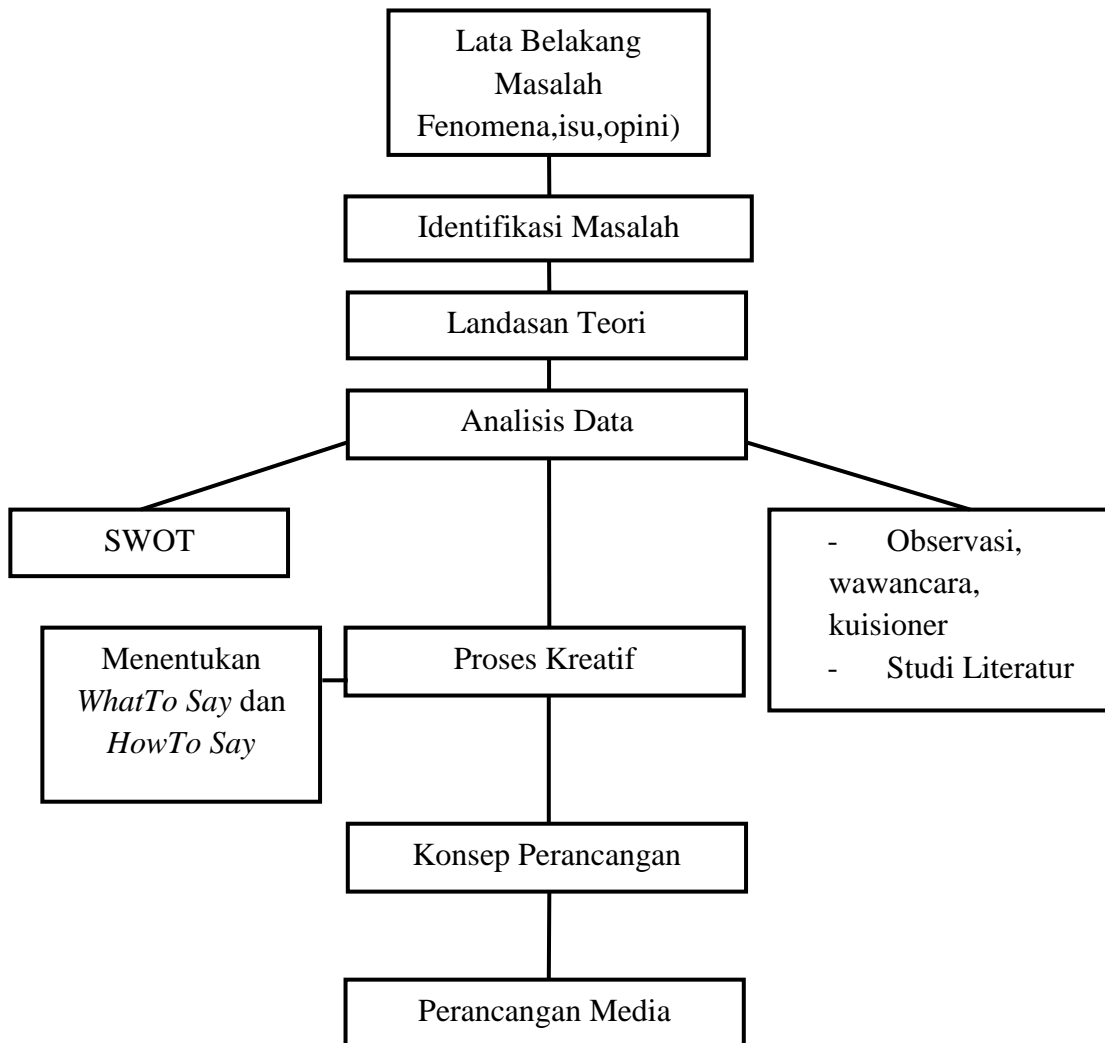 Lata Belakang
Masalah
Fenomena,isu,opini)
Identifikasi Masalah
Landasan Teori
Analisis Data
SWOT
- Observasi,
wawancara,
kuisioner
- Studi Literatur
Menentukan
WhatTo Say dan
HowTo Say
Proses Kreatif
Konsep Perancangan
Perancangan Media